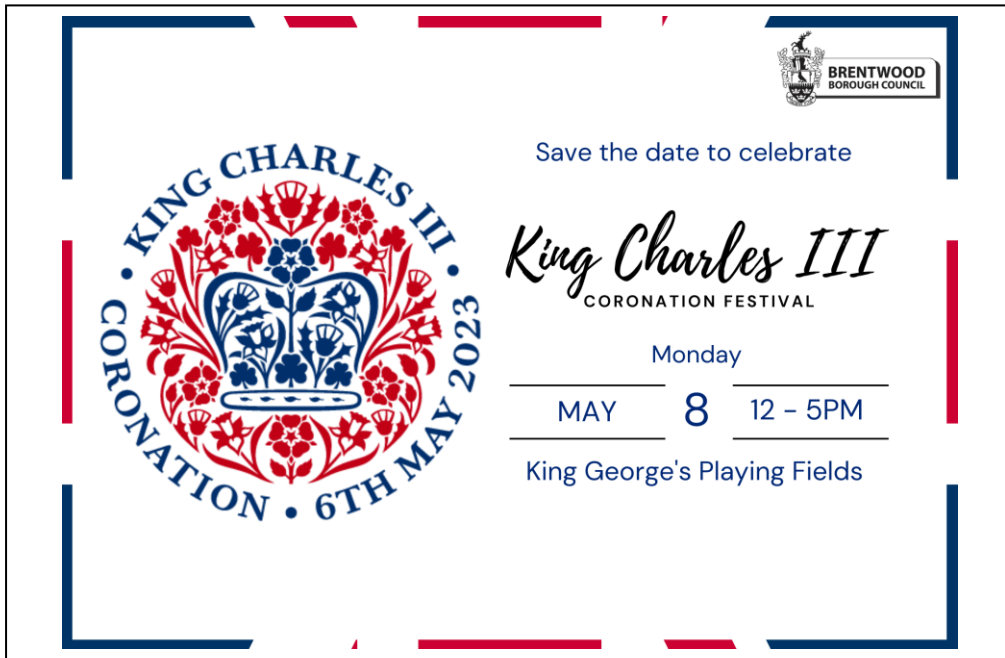 BRENTWOOD
BOROUGH COUNCIL
KING CHARLES III
CORONATION • 6TH MAY 2023
Save the date to celebrate
King Charles III
CORONATION FESTIVAL
Monday
MAY 8 12 - 5PM
King George's Playing Fields